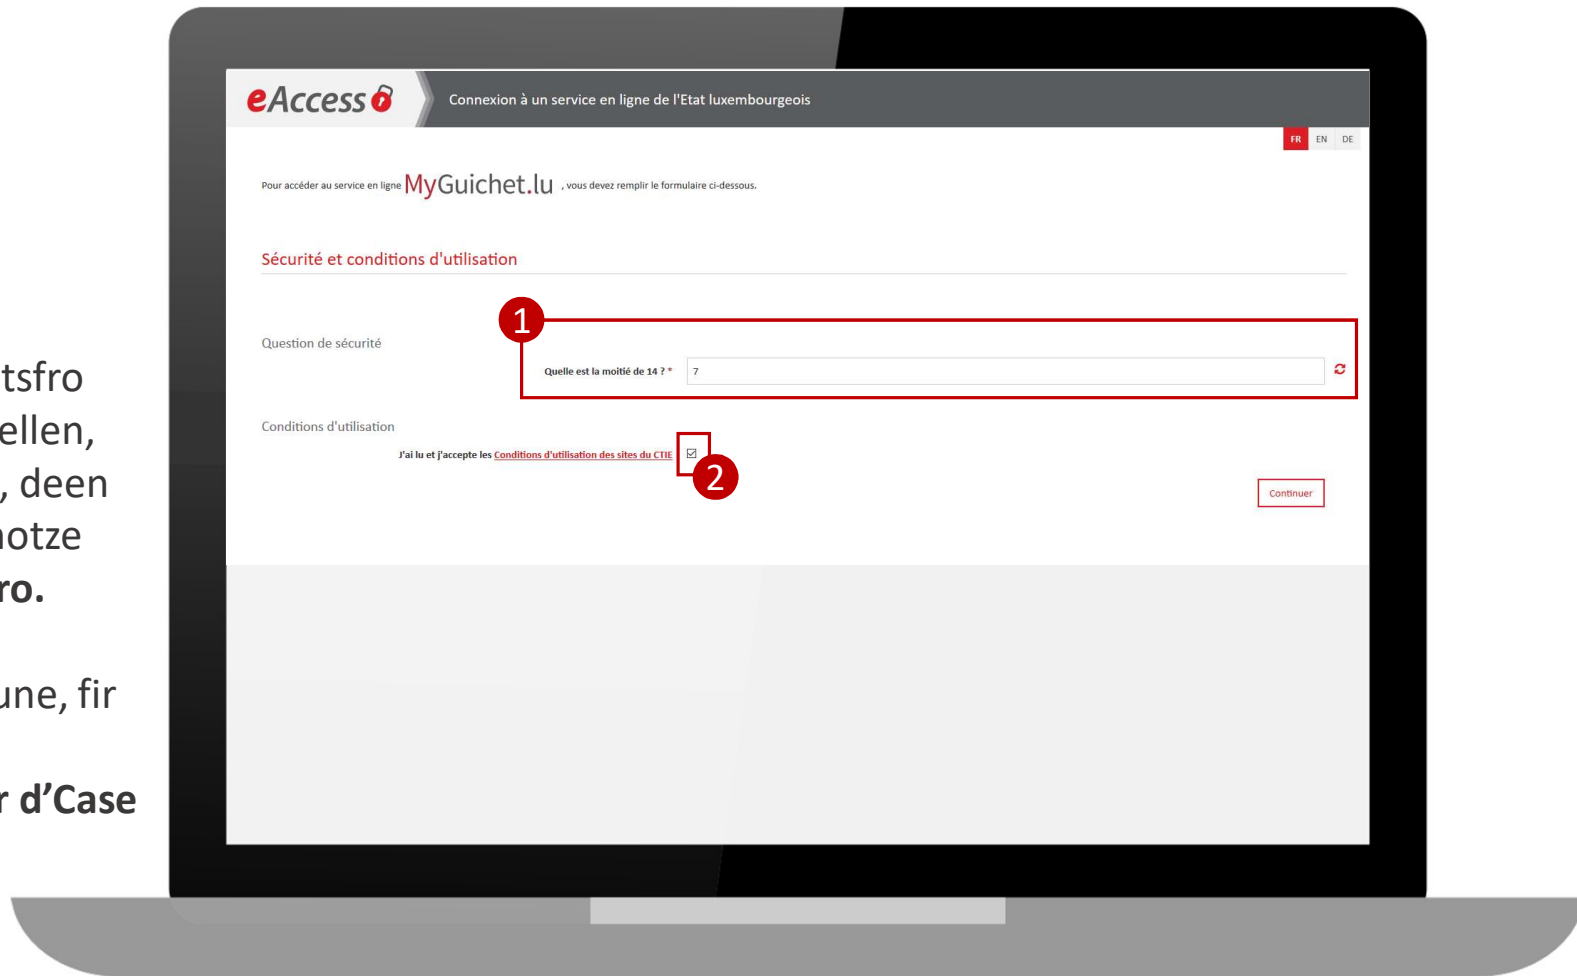 eAccess
Connexion à un service en ligne de l'Etat luxembourgeois
FR EN DE
Pour accéder au service en ligne MyGuichet.lu , vous devez remplir le formulaire ci-dessous.
Sécurité et conditions d'utilisation
1
Question de sécurité
Quelle est la moitié de 14 ? * 7
Conditions d'utilisation
J'ai lu et j'accepte les Conditions d'utilisation des sites du CTIE
2
Continuer
tsfro
ellen,
, deen
notze
ro.
une, fir
r d’Case